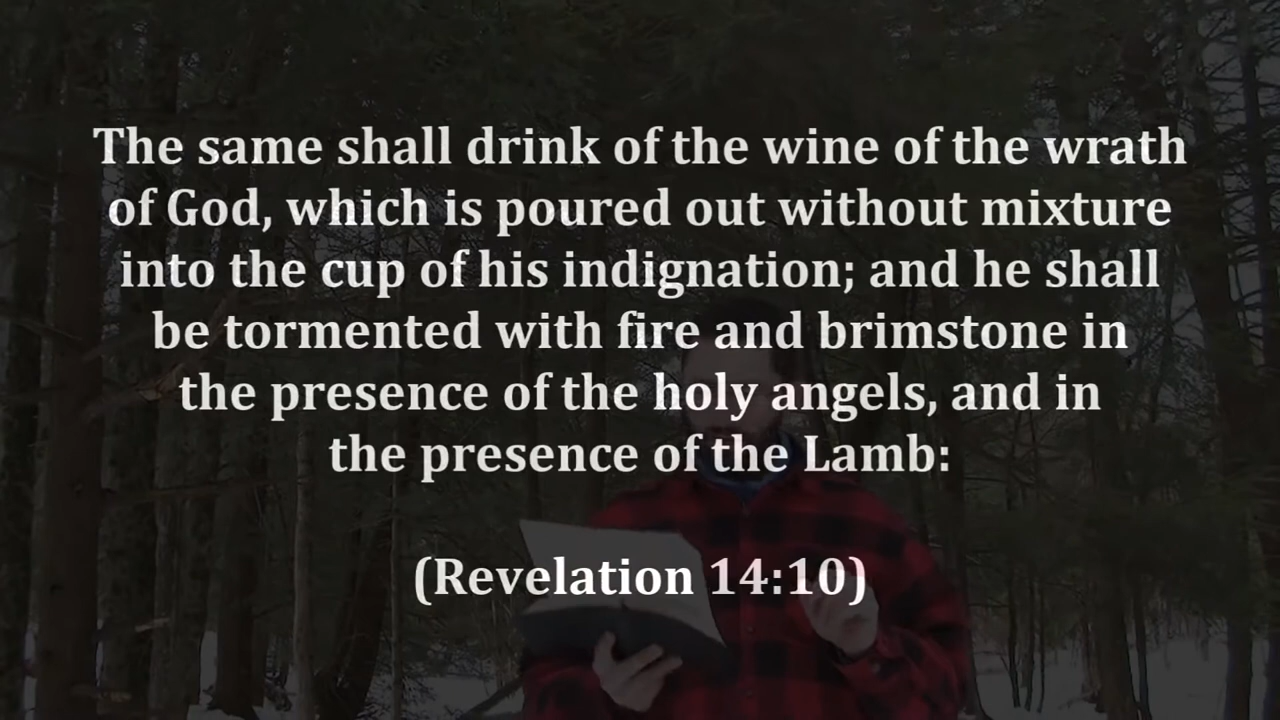 The same shall drink of the wine of the wrath
of God, which is poured out without mixture
into the cup of his indignation; and he shall
be tormented with fire and brimstone in
the presence of the holy angels, and in
the presence of the Lamb:
(Revelation 14:10)